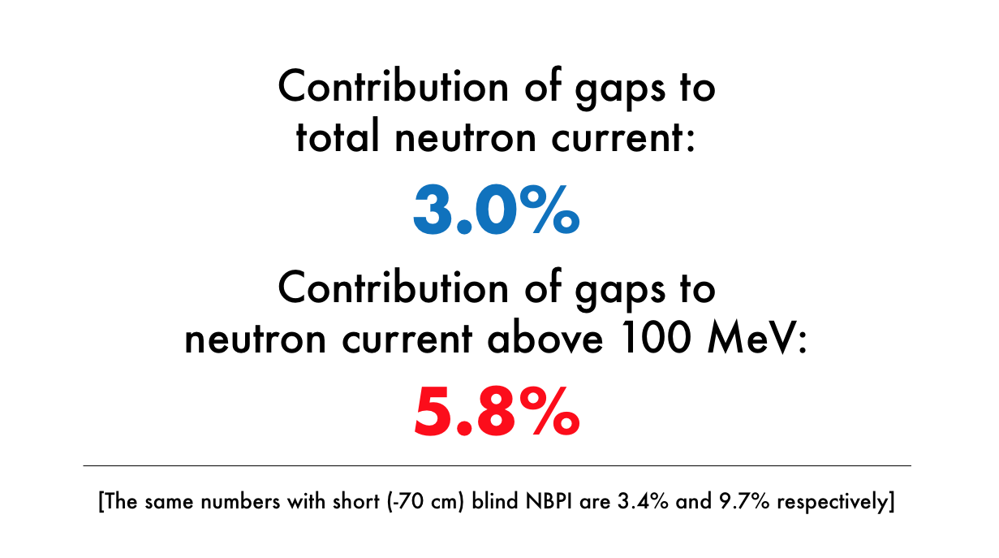 Contribution of gaps to
total neutron current:
3.0%
Contribution of gaps to
neutron current above 100 MeV:
5.8%
[The same numbers with short (-70 cm) blind NBPI are 3.4% and 9.7% respectively]